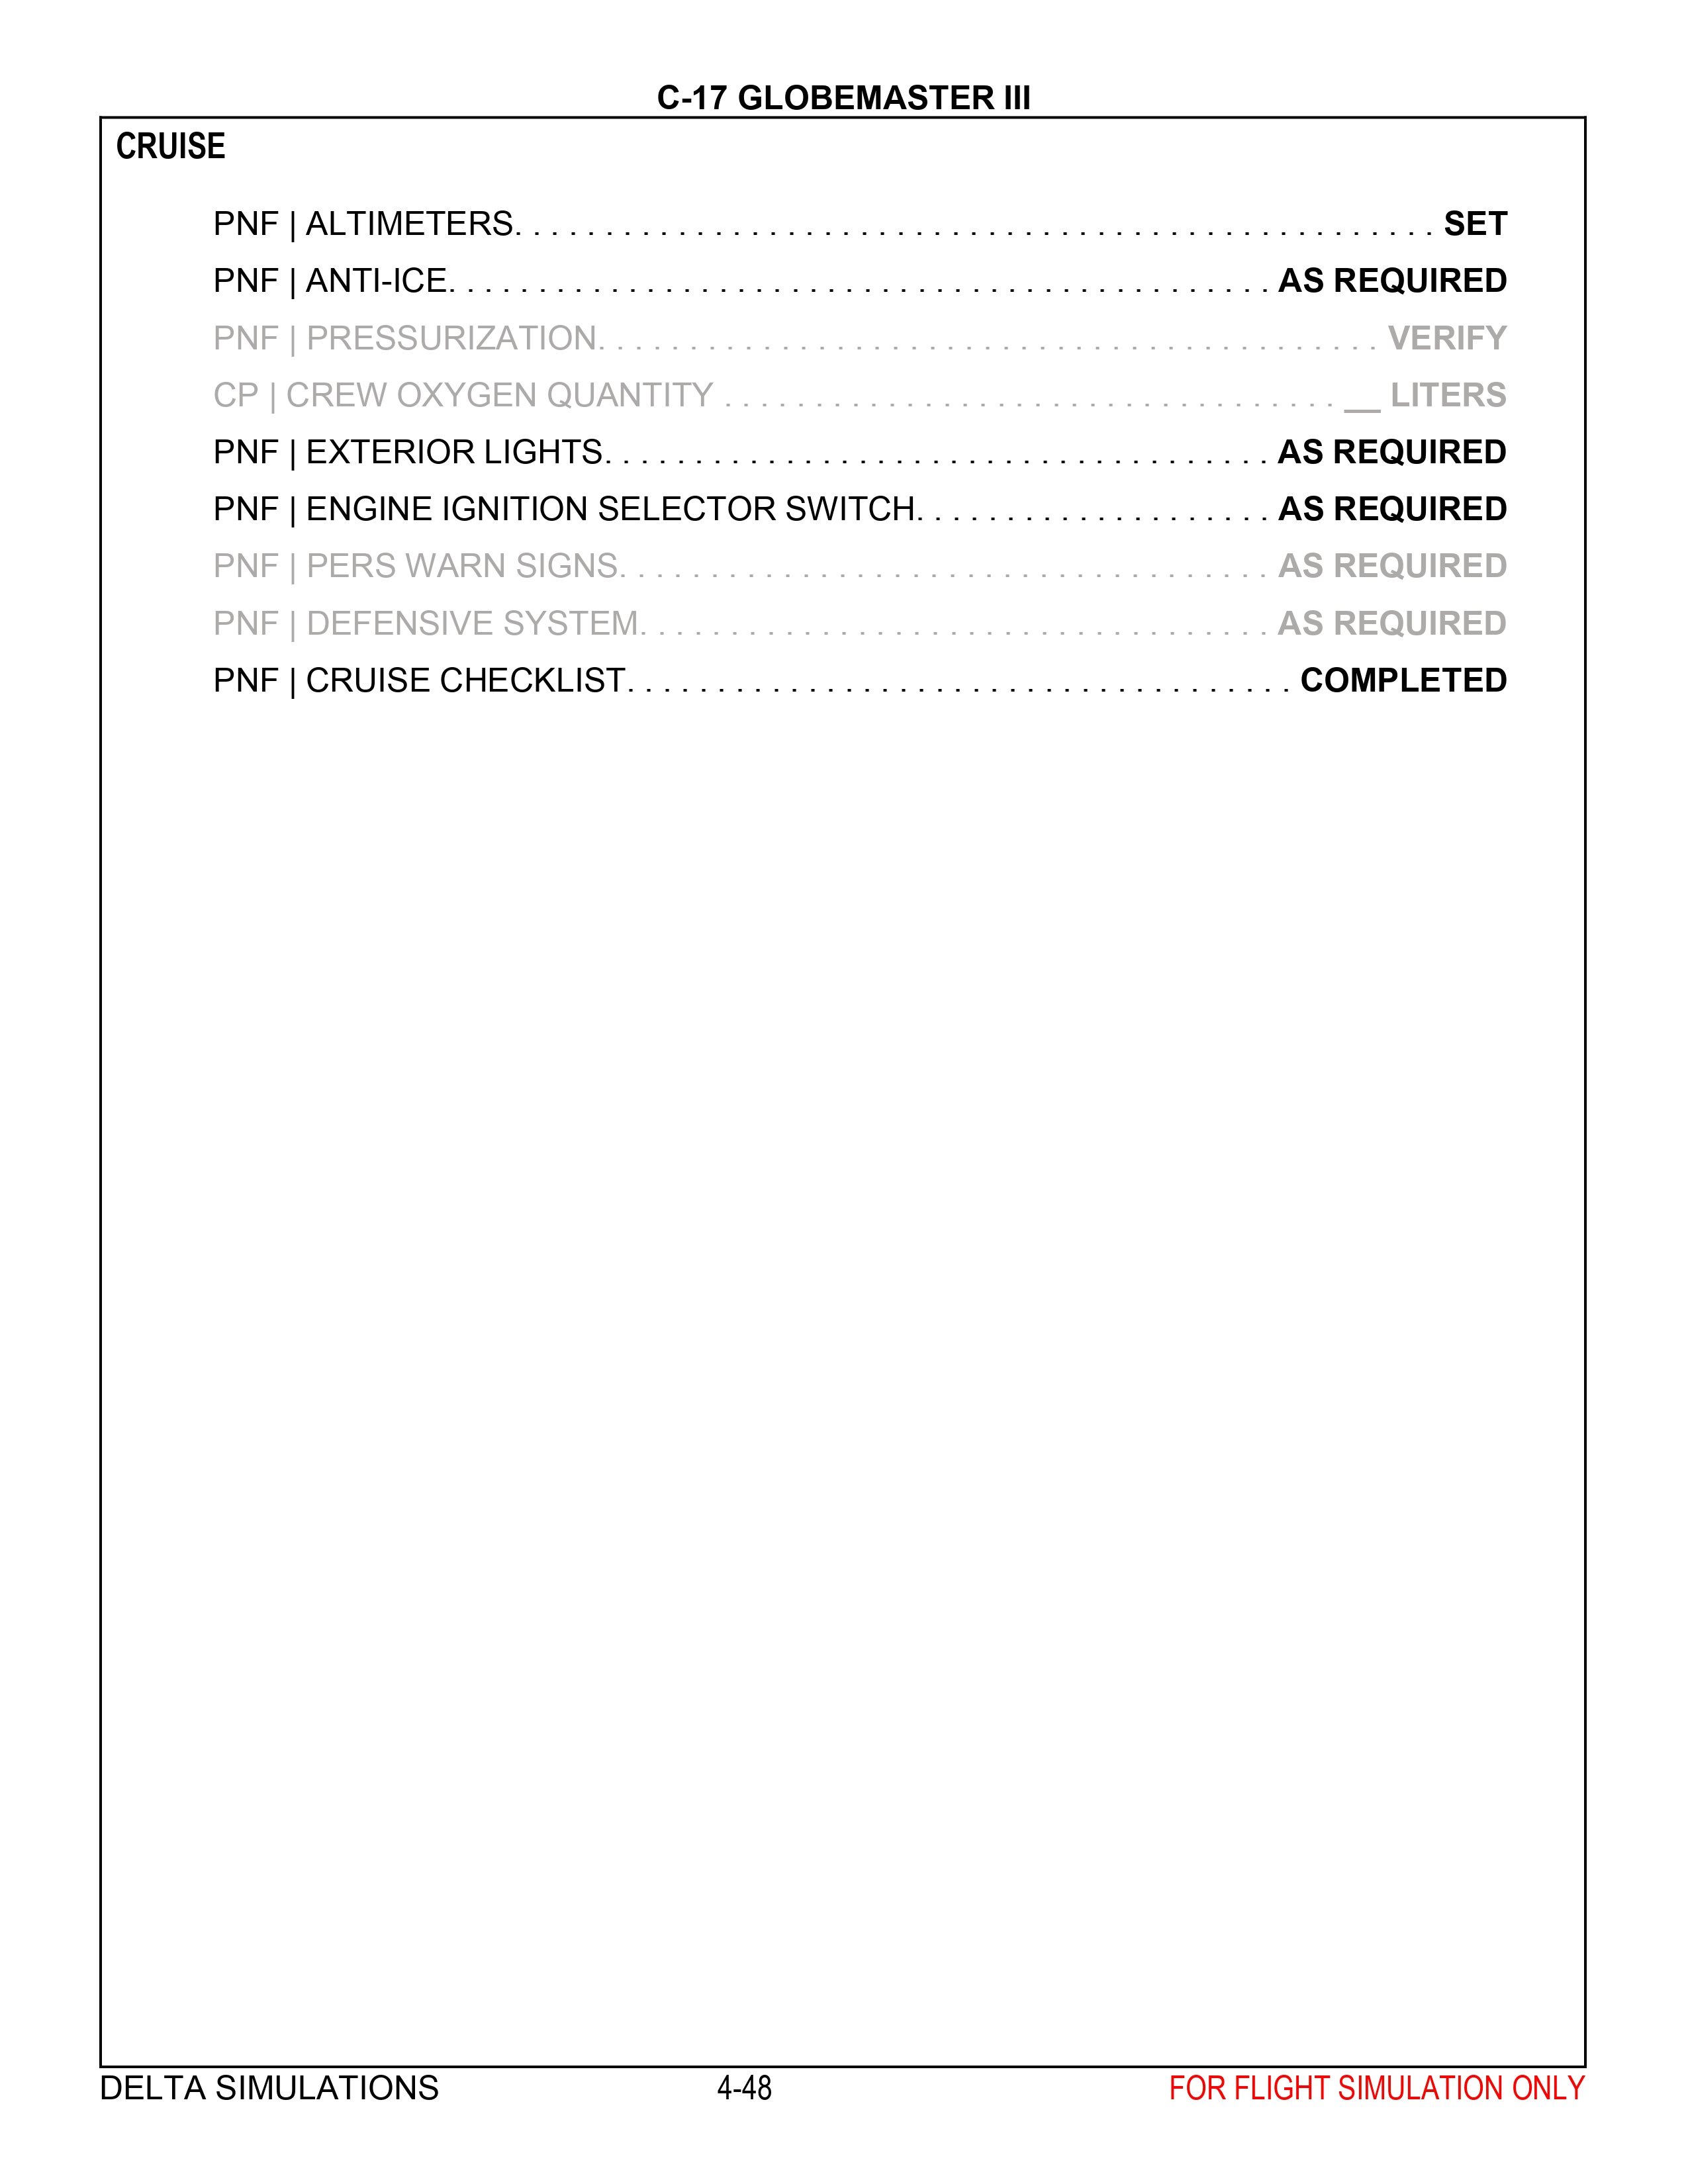 C-17 GLOBEMASTER III
CRUISE
PNF | ALTIMETERS. . . . . . . . . . . . . . . . . . . . . . . . . . . . . . . . . . . . . . . . . . . . . . . . . . . SET
PNF | ANTI-ICE. . . . . . . . . . . . . . . . . . . . . . . . . . . . . . . . . . . . . . . . . . . . . . AS REQUIRED
PNF | PRESSURIZATION. . . . . . . . . . . . . . . . . . . . . . . . . . . . . . . . . . . . . . . . . . . VERIFY
CP | CREW OXYGEN QUANTITY . . . . . . . . . . . . . . . . . . . . . . . . . . . . . . . . . . __ LITERS
PNF | EXTERIOR LIGHTS. . . . . . . . . . . . . . . . . . . . . . . . . . . . . . . . . . . . . AS REQUIRED
PNF | ENGINE IGNITION SELECTOR SWITCH. . . . . . . . . . . . . . . . . . . . AS REQUIRED
PNF | PERS WARN SIGNS. . . . . . . . . . . . . . . . . . . . . . . . . . . . . . . . . . . . AS REQUIRED
PNF | DEFENSIVE SYSTEM. . . . . . . . . . . . . . . . . . . . . . . . . . . . . . . . . . . AS REQUIRED
PNF | CRUISE CHECKLIST. . . . . . . . . . . . . . . . . . . . . . . . . . . . . . . . . . . . . COMPLETED
DELTA SIMULATIONS 4-48 FOR FLIGHT SIMULATION ONLY